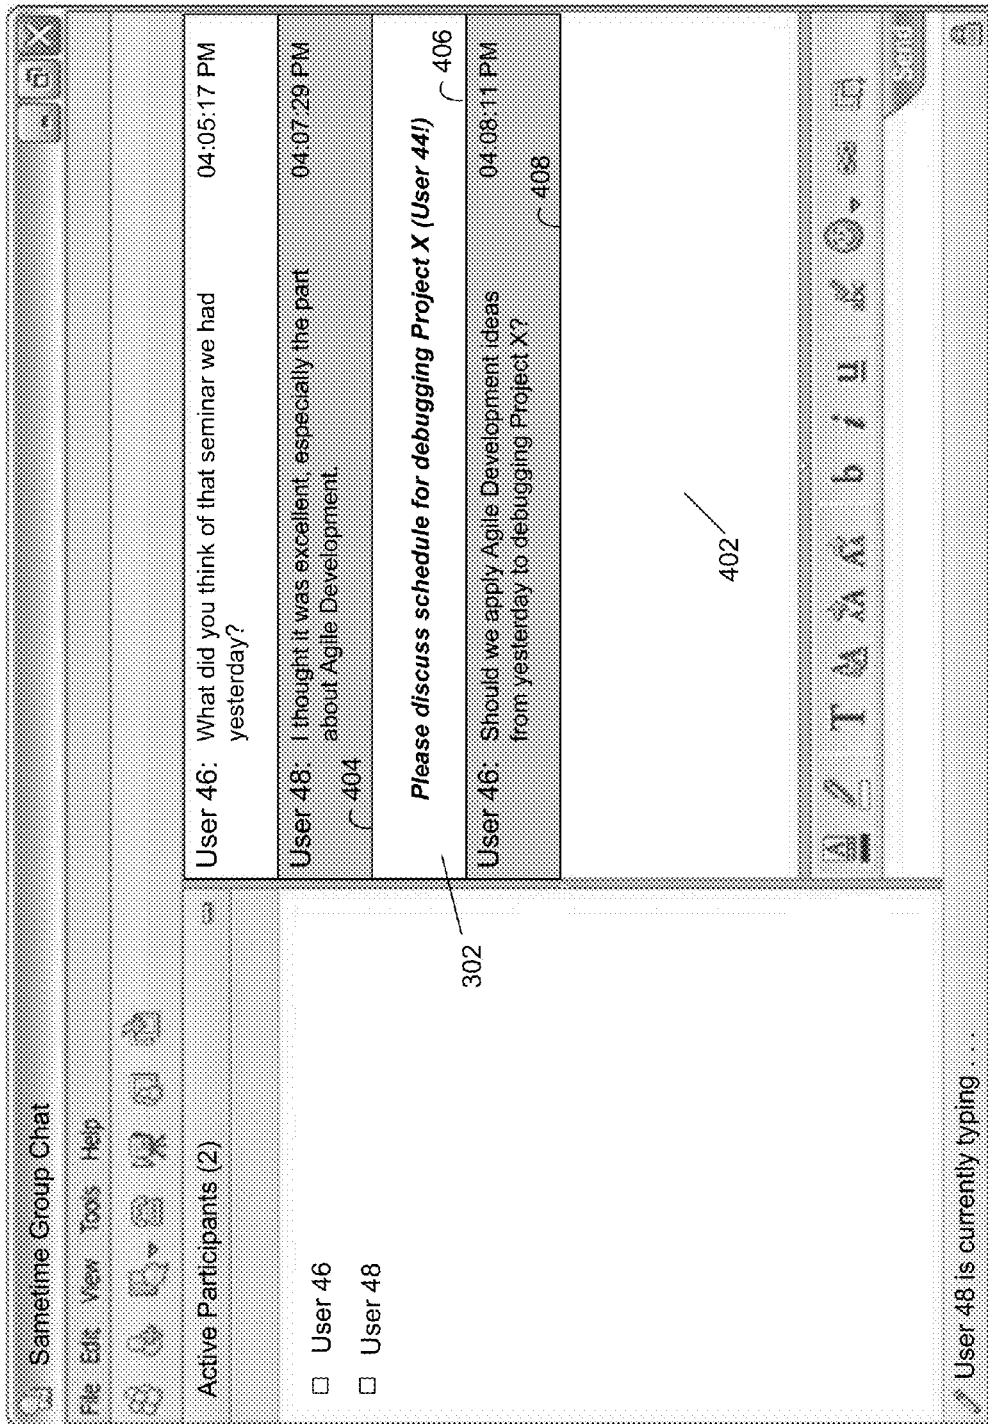 Sametime Group Chat
File Edit View Tools Help
Active Participants (2)
User 46
User 48
User 46: What did you think of that seminar we had 04:05:17 PM
yesterday?
User 48: I thought it was excellent, especially the part 04:07:29 PM
about Agile Development.
404
Please discuss schedule for debugging Project X (User 44!)
406
302
User 46: Should we apply Agile Development ideas 04:08:11 PM
from yesterday to debugging Project X?
408
402
A T b i u
User 48 is currently typing . . .